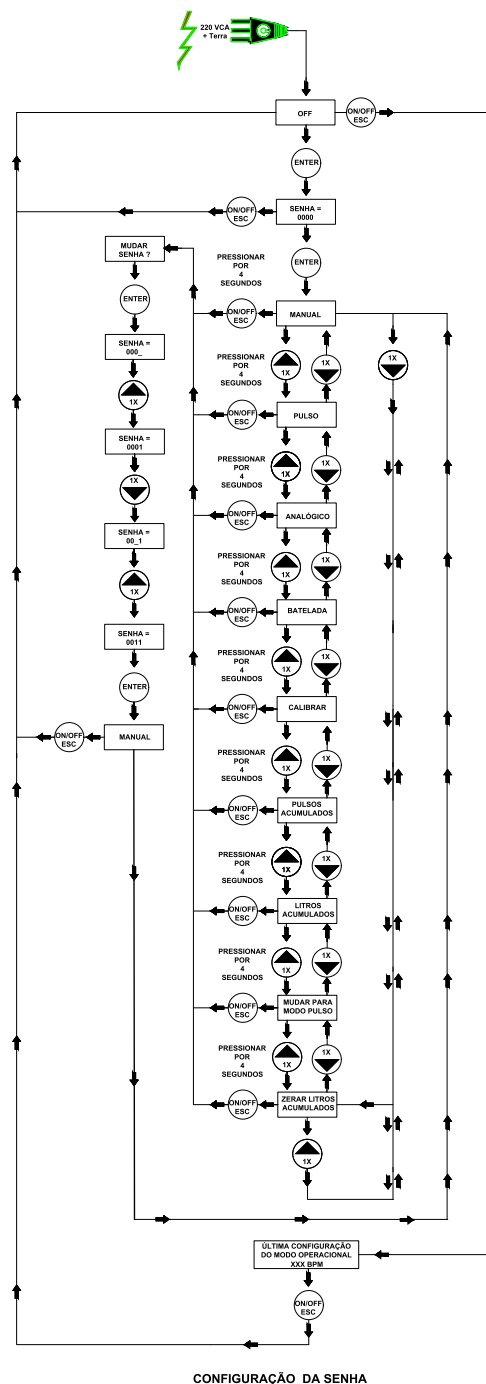 220 VCA
+ Terra
OFF
ON/OFF
ESC
ENTER
ON/OFF
ESC
SENHA =
0000
ENTER
MUDAR
SENHA ?
ENTER
SENHA =
000_
1X
SENHA =
0001
1X
SENHA =
00_1
1X
SENHA =
0011
ENTER
ON/OFF
ESC
MANUAL
PRESSIONAR
POR
4
SEGUNDOS
ON/OFF
ESC
MANUAL
1X
1X
1X
PRESSIONAR
POR
4
SEGUNDOS
ON/OFF
ESC
PULSO
1X
1X
PRESSIONAR
POR
4
SEGUNDOS
ON/OFF
ESC
ANALÓGICO
1X
1X
PRESSIONAR
POR
4
SEGUNDOS
ON/OFF
ESC
BATELADA
1X
1X
PRESSIONAR
POR
4
SEGUNDOS
ON/OFF
ESC
CALIBRAR
1X
1X
PRESSIONAR
POR
4
SEGUNDOS
ON/OFF
ESC
PULSOS
ACUMULADOS
1X
1X
PRESSIONAR
POR
4
SEGUNDOS
ON/OFF
ESC
LITROS
ACUMULADOS
1X
1X
PRESSIONAR
POR
4
SEGUNDOS
ON/OFF
ESC
MUDAR PARA
MODO PULSO
1X
1X
PRESSIONAR
POR
4
SEGUNDOS
ON/OFF
ESC
ZERAR LITROS
ACUMULADOS
1X
ÚLTIMA CONFIGURAÇÃO
DO MODO OPERACIONAL
XXX BPM
ON/OFF
ESC
CONFIGURAÇÃO DA SENHA